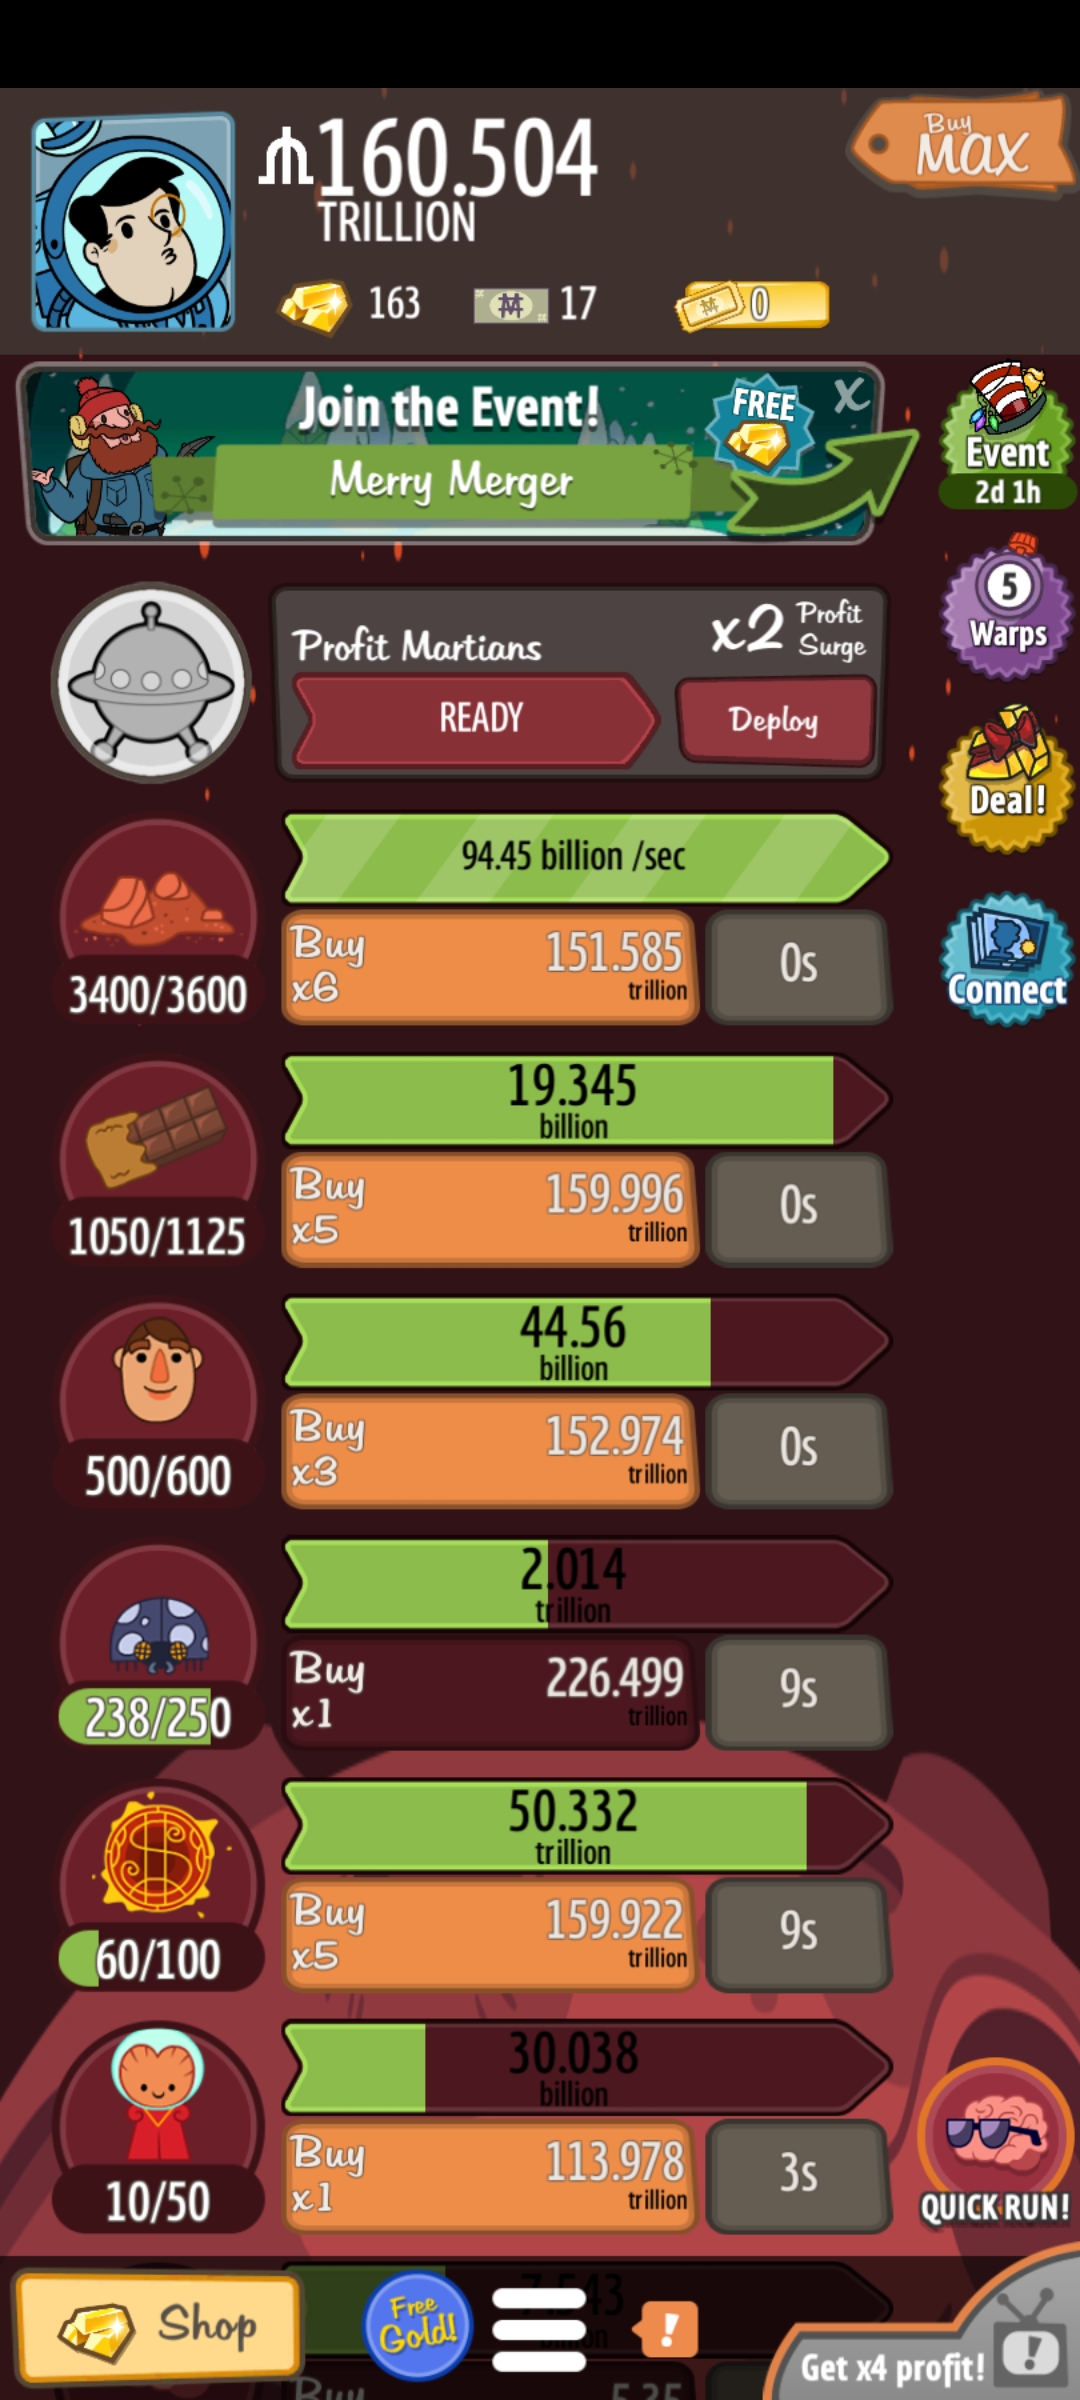 160.504
TRILLION
Buy
MAX
163
17
0
Join the Event!
Merry Merger
FREE
X
Event
2d 1h
5
Warps
Deal!
Connect
Profit Martians
x2 Profit Surge
READY
Deploy
94.45 billion /sec
3400/3600
Buy
x6
151.585
trillion
0s
19.345
billion
1050/1125
Buy
x5
159.996
trillion
0s
44.56
billion
500/600
Buy
x3
152.974
trillion
0s
2.014
trillion
238/250
Buy
x1
226.499
trillion
9s
50.332
trillion
60/100
Buy
x5
159.922
trillion
9s
30.038
billion
10/50
Buy
x1
113.978
trillion
3s
QUICK RUN!
Shop
Free
Gold!
!
Get x4 profit!
!
Buy